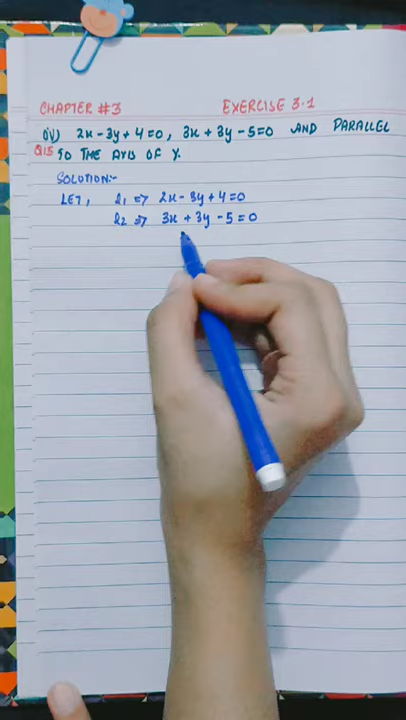 CHAPTER #3 EXERCISE 3.1
iv) 2x - 3y + 4 = 0, 3x + 3y - 5 = 0 AND PARALLEL
Q15 TO THE AXIS OF Y.
SOLUTION:-
LET, l₁ => 2x - 3y + 4 = 0
l₂ => 3x + 3y - 5 = 0